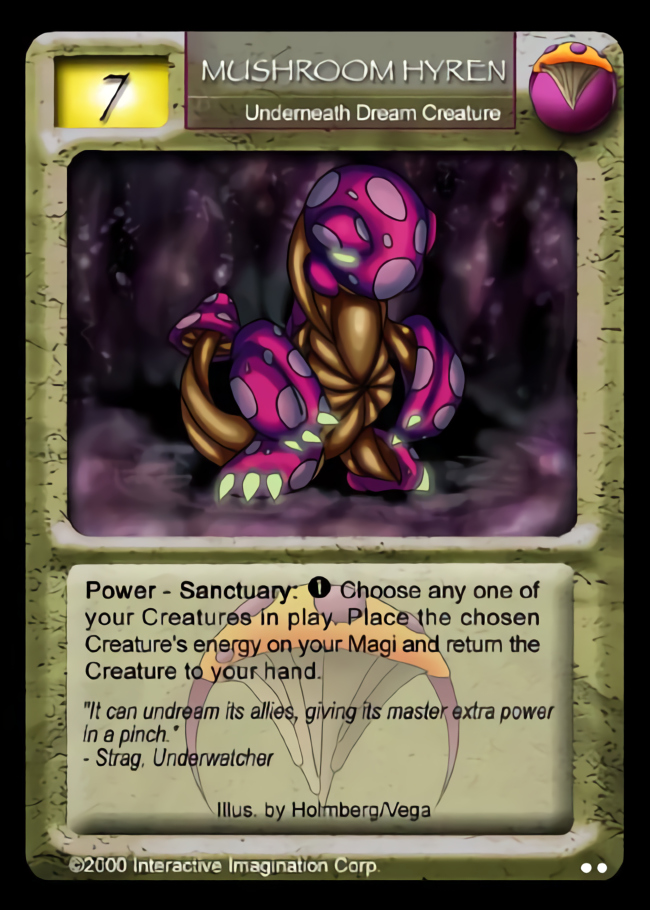 7
MUSHROOM HYREN
Underneath Dream Creature
Power - Sanctuary: 1 Choose any one of
your Creatures in play. Place the chosen
Creature's energy on your Magi and return the
Creature to your hand.
"It can undream its allies, giving its master extra power
in a pinch."
- Strag, Underwatcher
Illus. by Holmberg/Vega
©2000 Interactive Imagination Corp.